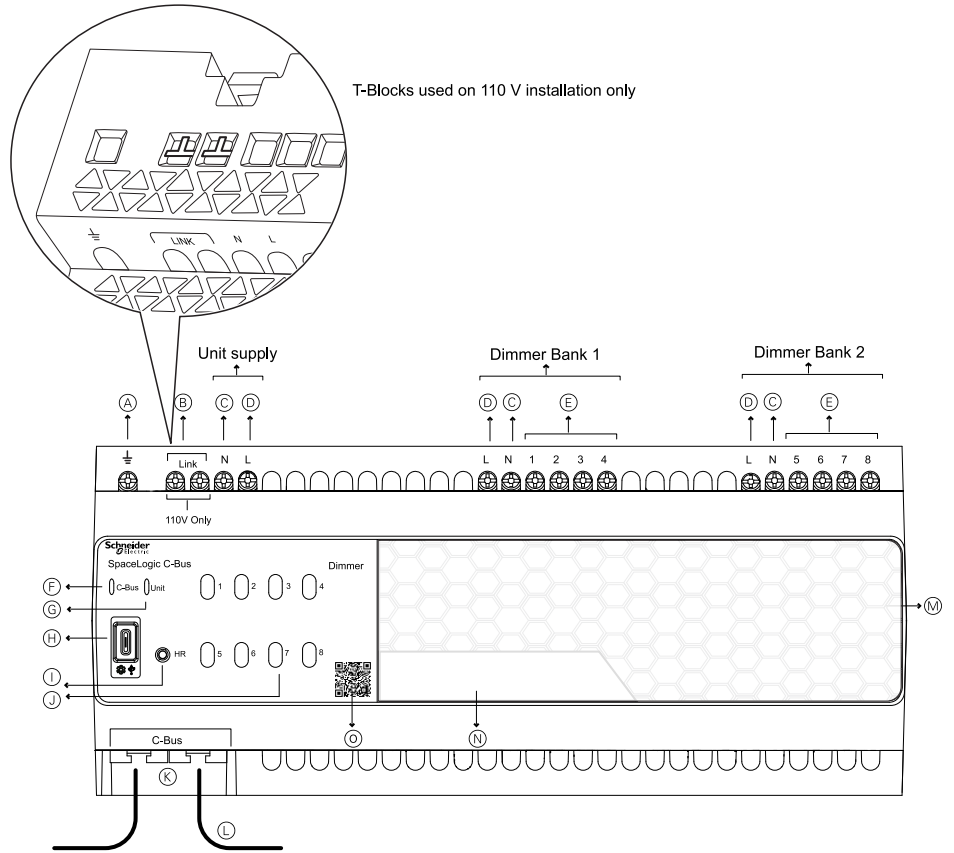 T-Blocks used on 110 V installation only
LINK N L
Unit supply
Dimmer Bank 1
Dimmer Bank 2
A B C D D C E D C E
Link N L L N 1 2 3 4 L N 5 6 7 8
110V Only
Schneider
Electric
SpaceLogic C-Bus
Dimmer
F C-Bus Unit 1 2 3 4
G
M
H
HR 5 6 7 8
I
J
O N
C-Bus
K
L